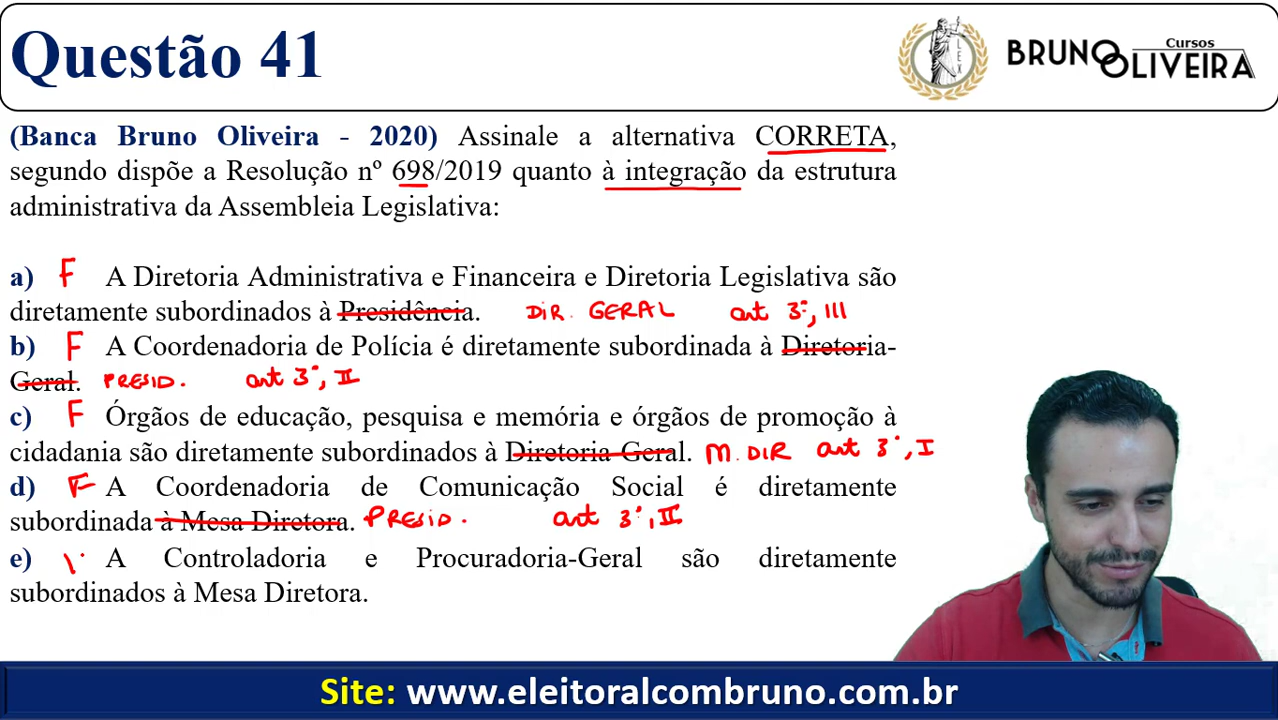 Questão 41
Cursos
BRUNO
OLIVEIRA
LEX
(Banca Bruno Oliveira - 2020) Assinale a alternativa CORRETA,
segundo dispõe a Resolução nº 698/2019 quanto à integração da estrutura
administrativa da Assembleia Legislativa:
a) F A Diretoria Administrativa e Financeira e Diretoria Legislativa são
diretamente subordinados à Presidência. DIR. GERAL art 3º, III
b) F A Coordenadoria de Polícia é diretamente subordinada à Diretoria-
Geral. PRESID. art 3º, II
c) F Órgãos de educação, pesquisa e memória e órgãos de promoção à
cidadania são diretamente subordinados à Diretoria-Geral. M. DIR art 3º, I
d) F A Coordenadoria de Comunicação Social é diretamente
subordinada à Mesa Diretora. PRESID. art 3º, II
e) A Controladoria e Procuradoria-Geral são diretamente
subordinados à Mesa Diretora.
Site: www.eleitoralcombruno.com.br